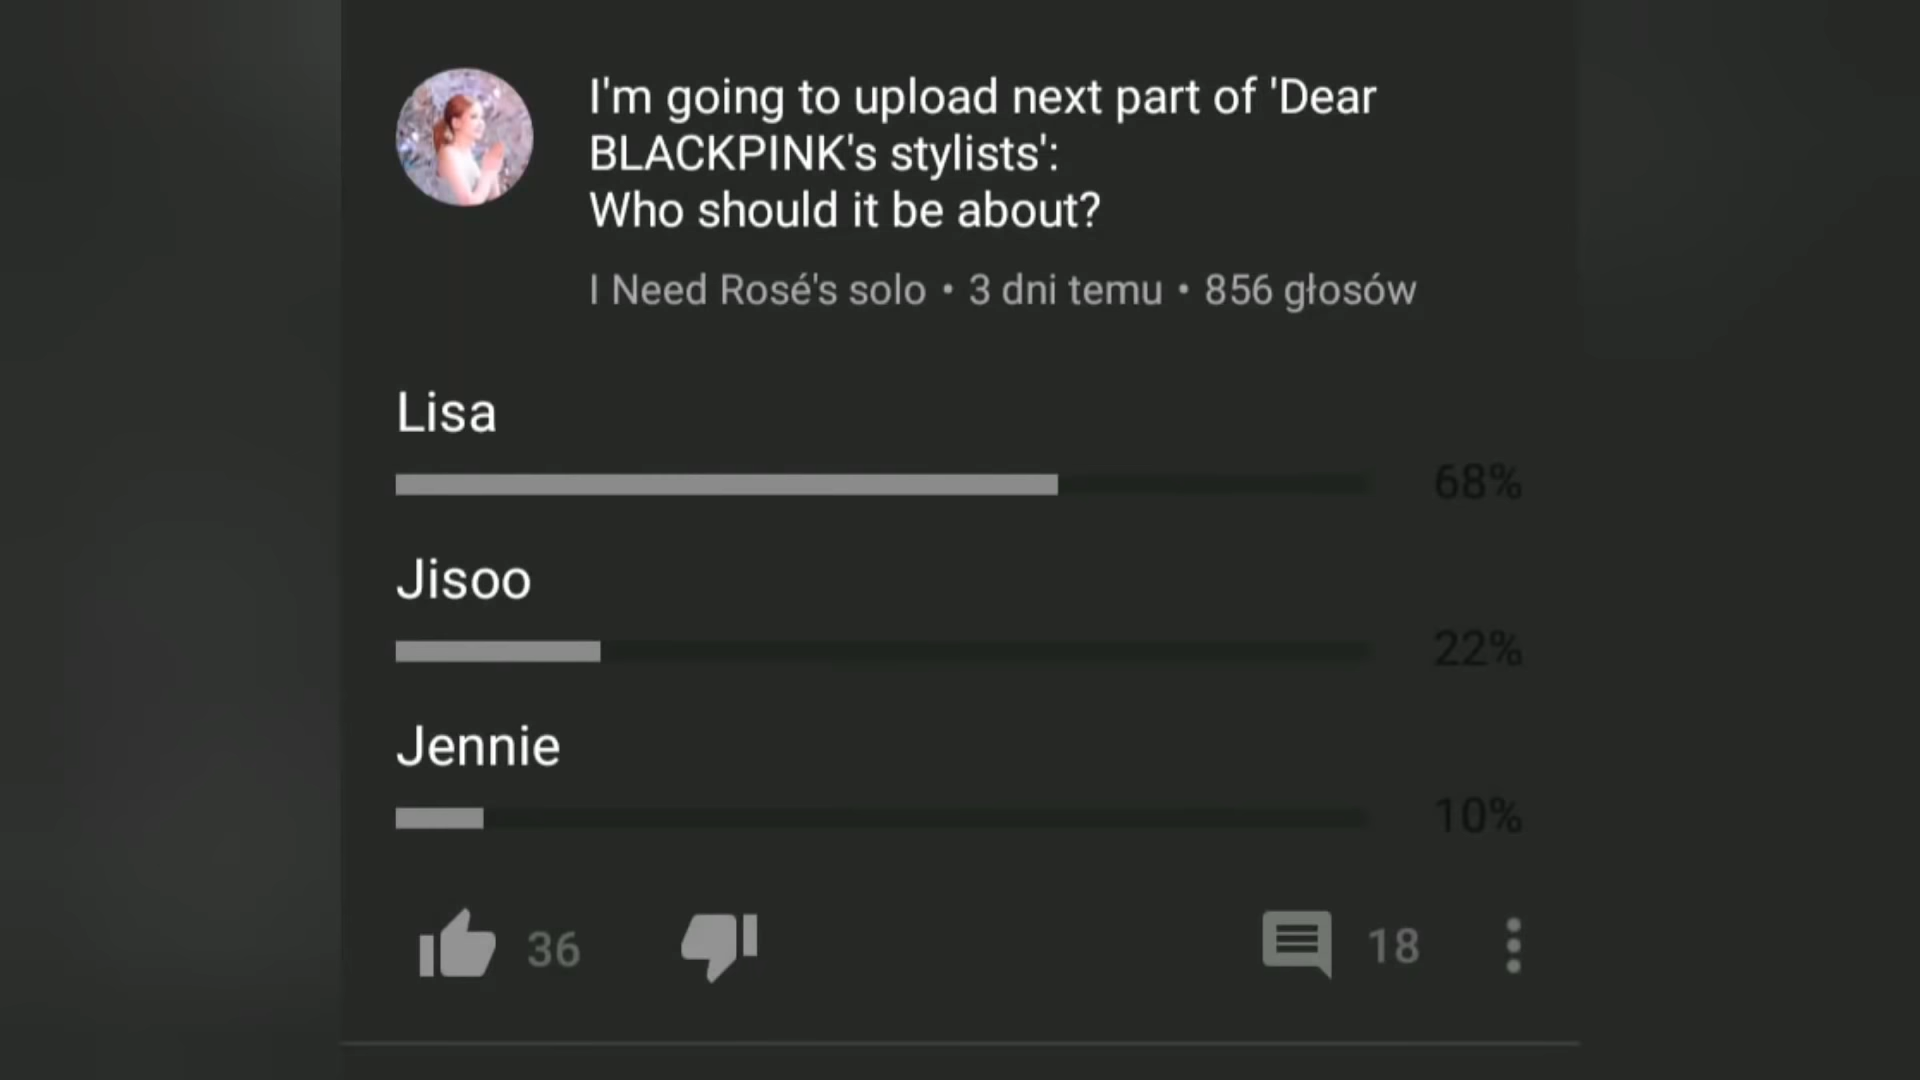 I'm going to upload next part of 'Dear
BLACKPINK's stylists':
Who should it be about?
I Need Rosé's solo • 3 dni temu • 856 głosów
Lisa
68%
Jisoo
22%
Jennie
10%
36
18